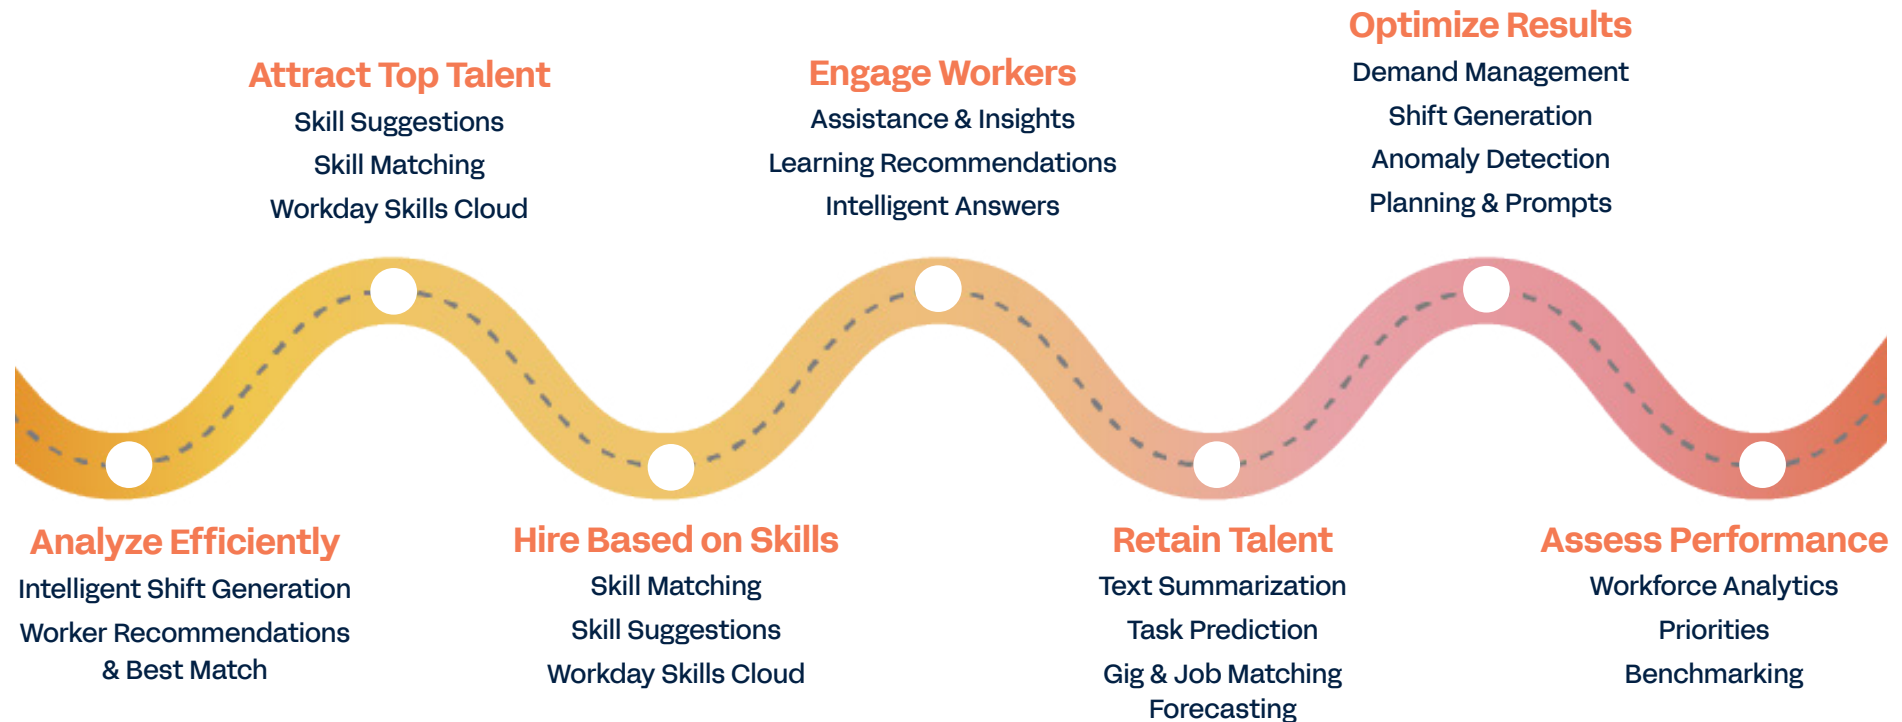 Attract Top Talent
Skill Suggestions
Skill Matching
Workday Skills Cloud
Engage Workers
Assistance & Insights
Learning Recommendations
Intelligent Answers
Optimize Results
Demand Management
Shift Generation
Anomaly Detection
Planning & Prompts
Analyze Efficiently
Intelligent Shift Generation
Worker Recommendations
& Best Match
Hire Based on Skills
Skill Matching
Skill Suggestions
Workday Skills Cloud
Retain Talent
Text Summarization
Task Prediction
Gig & Job Matching
Forecasting
Assess Performance
Workforce Analytics
Priorities
Benchmarking